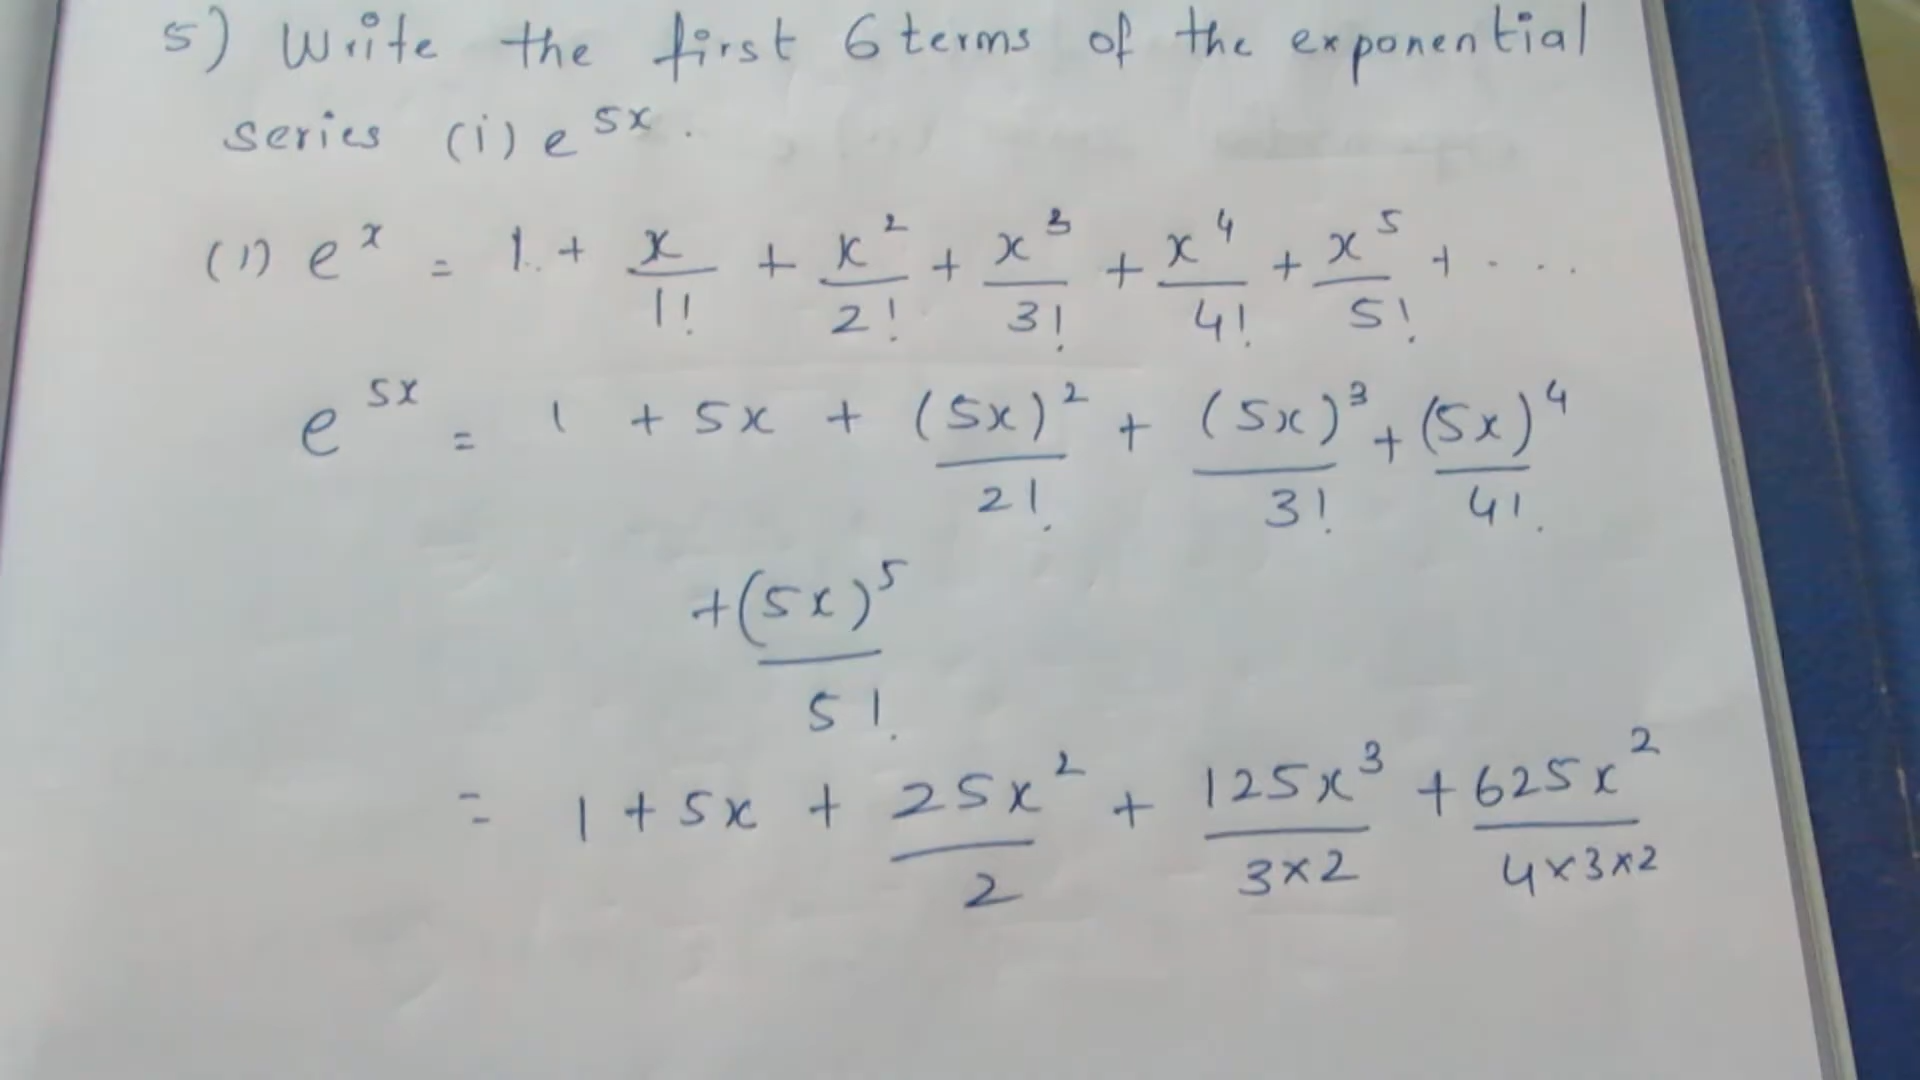 5) Write the first 6 terms of the exponential
series (i) e^5x.
(1) e^x = 1 + x/1! + x^2/2! + x^3/3! + x^4/4! + x^5/5! + ....
e^5x = 1 + 5x + (5x)^2/2! + (5x)^3/3! + (5x)^4/4!
+ (5x)^5/5!
= 1 + 5x + 25x^2/2 + 125x^3/3×2 + 625x^2/4×3×2